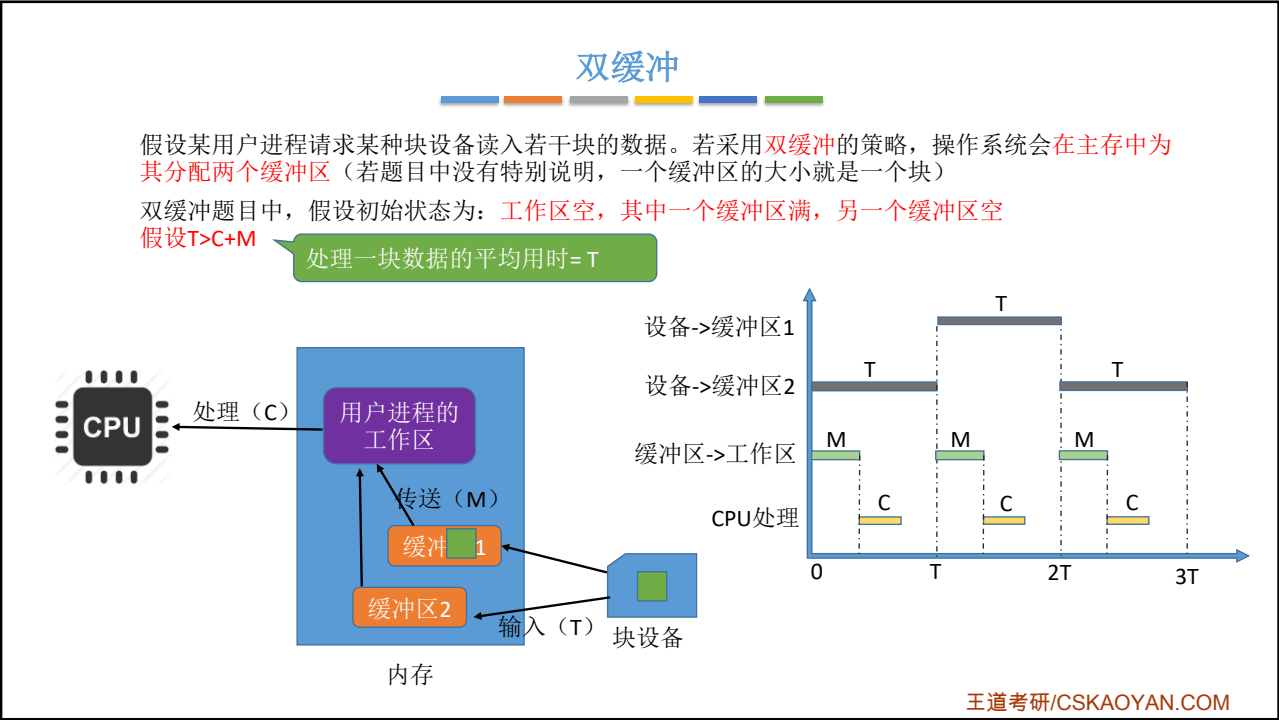 双缓冲
假设某用户进程请求某种块设备读入若干块的数据。若采用双缓冲的策略，操作系统会在主存中为
其分配两个缓冲区（若题目中没有特别说明，一个缓冲区的大小就是一个块）
双缓冲题目中，假设初始状态为：工作区空，其中一个缓冲区满，另一个缓冲区空
假设T>C+M
处理一块数据的平均用时= T
CPU
处理（C）
用户进程的
工作区
传送（M）
缓冲 1
缓冲区2
输入（T）
块设备
内存
设备->缓冲区1
T
设备->缓冲区2
T
T
缓冲区->工作区
M
M
M
CPU处理
C
C
C
0
T
2T
3T
王道考研/CSKAOYAN.COM